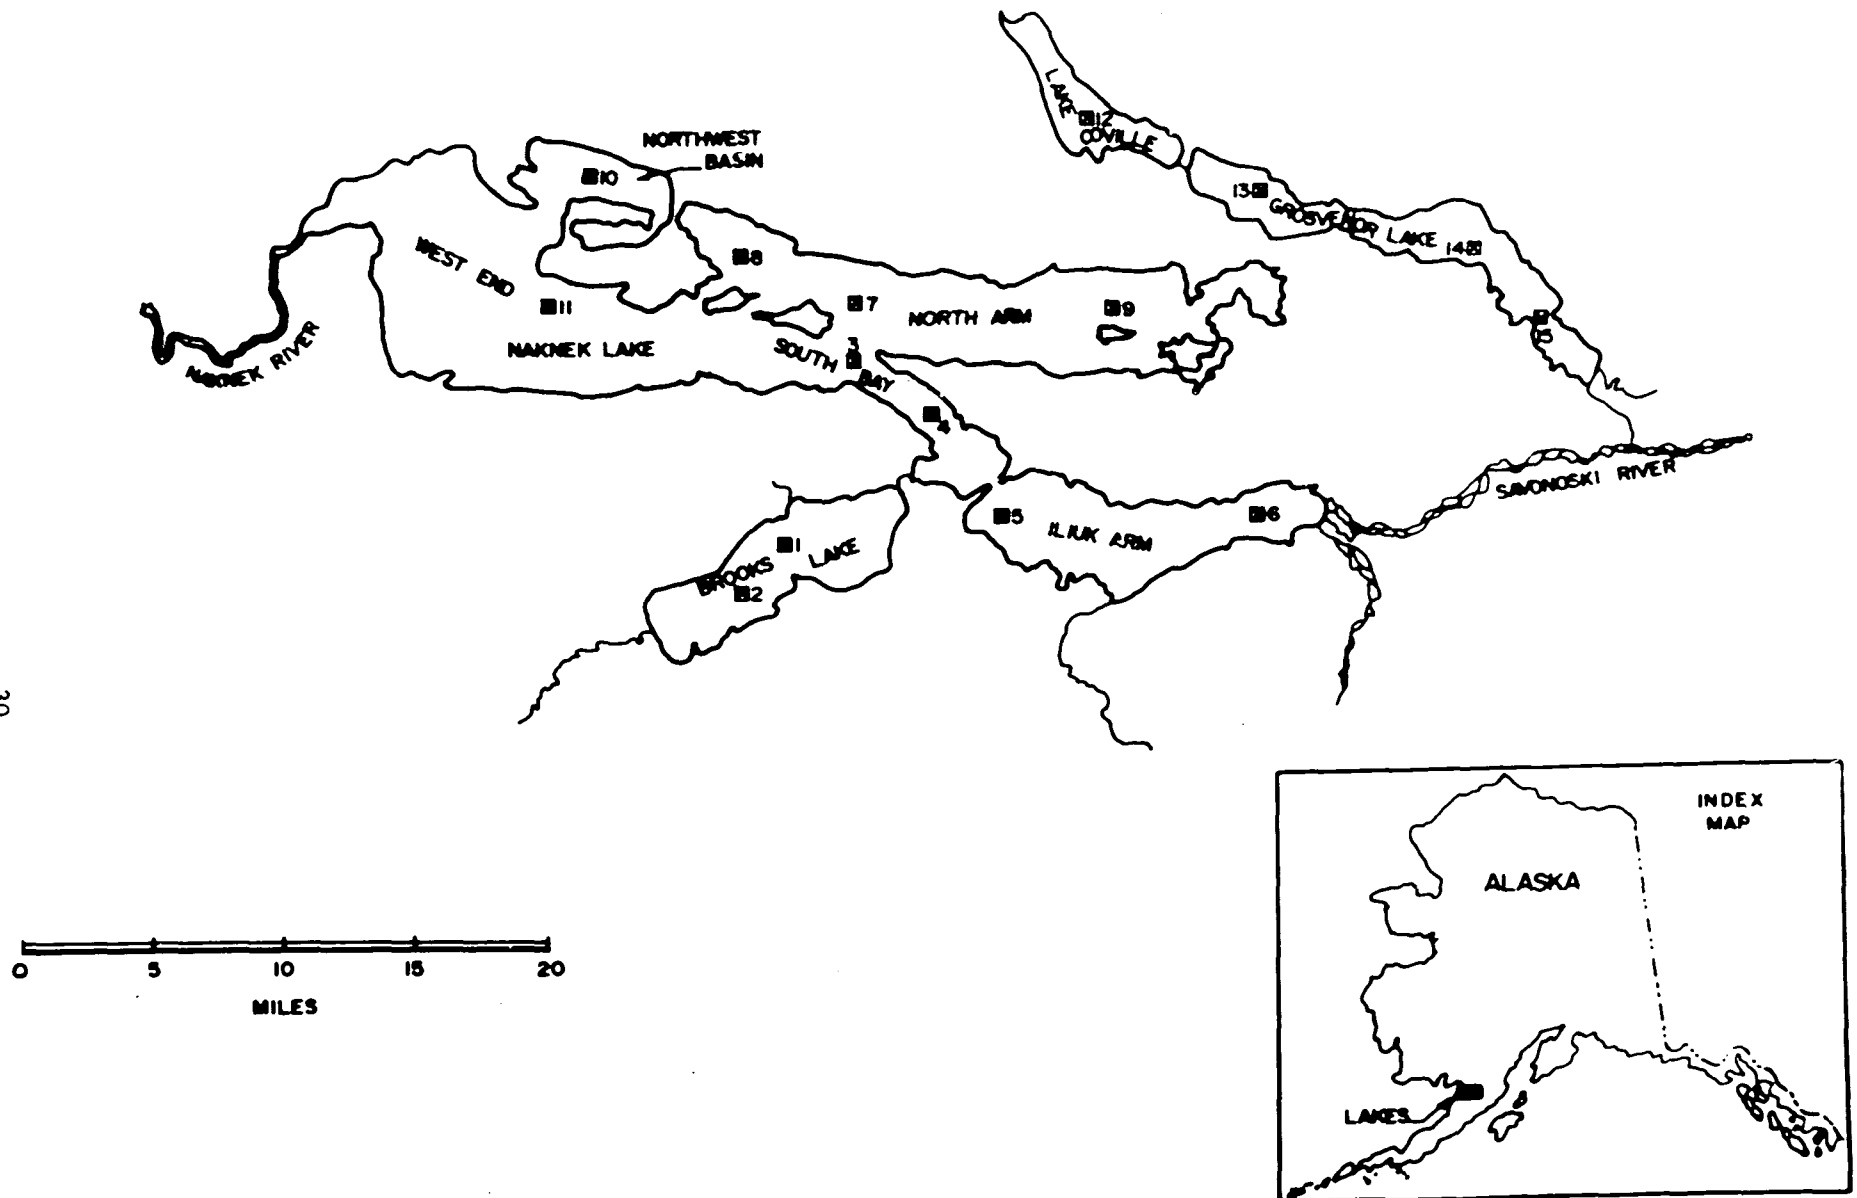 LAKE
12
COVILLE
NORTHWEST
BASIN
10
13
GROSVENOR LAKE
14
8
WEST END
11
7
NORTH ARM
9
15
NAKNEK LAKE
3
SOUTH BAY
NAKNEK RIVER
4
SAVONOSKI RIVER
5
ILIUK ARM
6
1
BROOKS LAKE
2
20
INDEX
MAP
ALASKA
LAKES
0 5 10 15 20
MILES